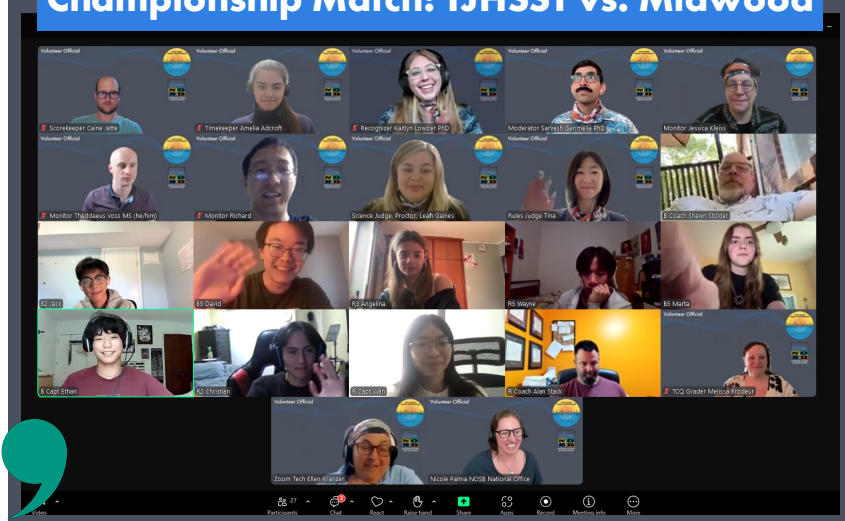 Championship Match: TJHSST vs. Midwood
Volunteer Official
Volunteer Official
Volunteer Official
Volunteer Official
Volunteer Official
Scorekeeper Caine Jette
Timekeeper Amelia Adcroft
Recognizer Kaitlyn Lowder PhD
Moderator Sarvesh Garimella PhD
Monitor Jessica Kleiss
Volunteer Official
Volunteer Official
Volunteer Official
Volunteer Official
Monitor Thaddaeus Voss MS (he/him)
Monitor Richard
Science Judge, Proctor, Leah Gaines
Rules Judge Tina
B Coach Shawn Stickler
B2 Jack
B3 David
R3 Angelina
R5 Wayne
B5 Marta
Volunteer Official
B Capt Ethan
R2 Christian
R Capt Wan
R Coach Alan Stack
TCQ Grader Melissa Brodeur
Volunteer Official
Volunteer Official
Zoom Tech Ellen Kranzer
Nicole Palma NOSB National Office
27
Video
Participants
Chat
React
Raise hand
Share
Apps
Record
Meeting info
More